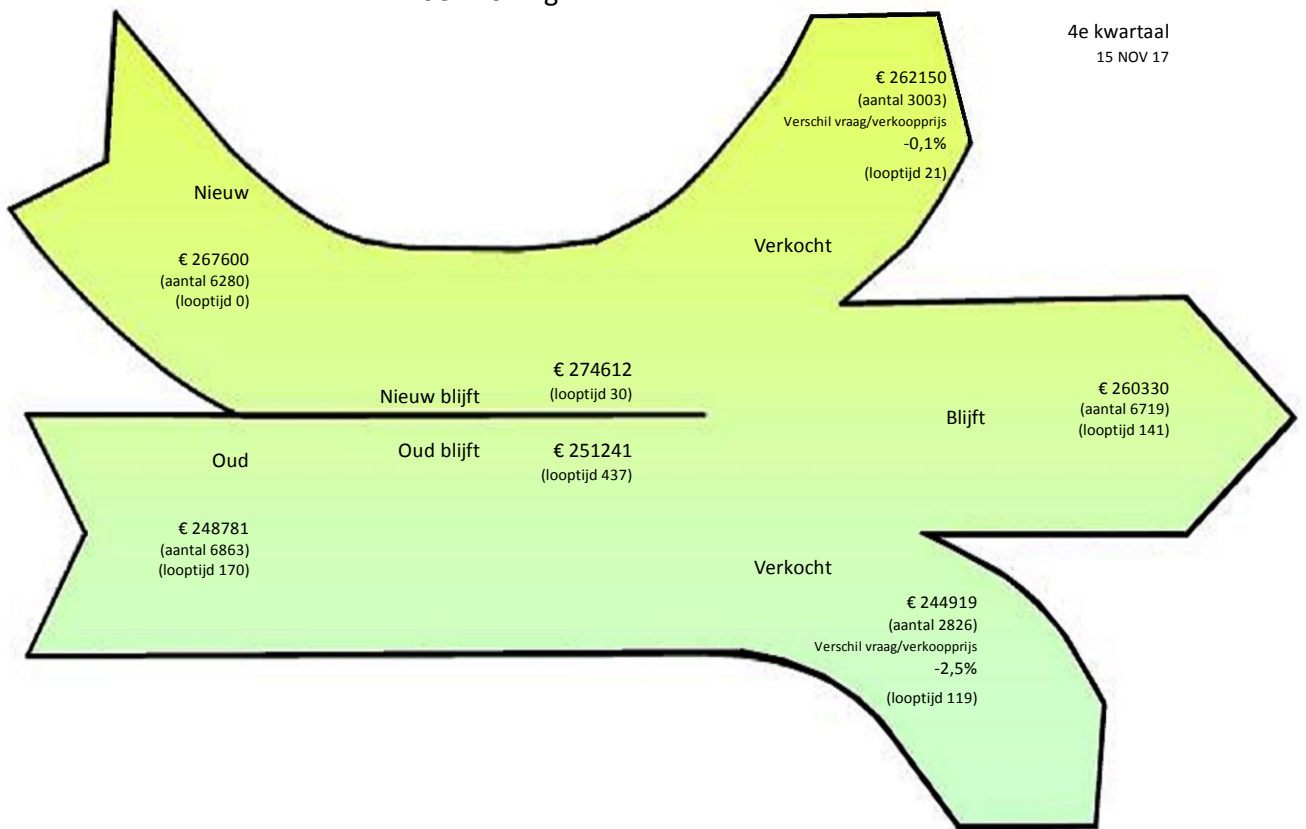 4e kwartaal
15 NOV 17
€ 262150
(aantal 3003)
Verschil vraag/verkoopprijs
-0,1%
(looptijd 21)
Nieuw
Verkocht
€ 267600
(aantal 6280)
(looptijd 0)
€ 274612
Nieuw blijft
(looptijd 30)
€ 260330
(aantal 6719)
(looptijd 141)
Blijft
Oud blijft
€ 251241
(looptijd 437)
Oud
€ 248781
(aantal 6863)
(looptijd 170)
Verkocht
€ 244919
(aantal 2826)
Verschil vraag/verkoopprijs
-2,5%
(looptijd 119)